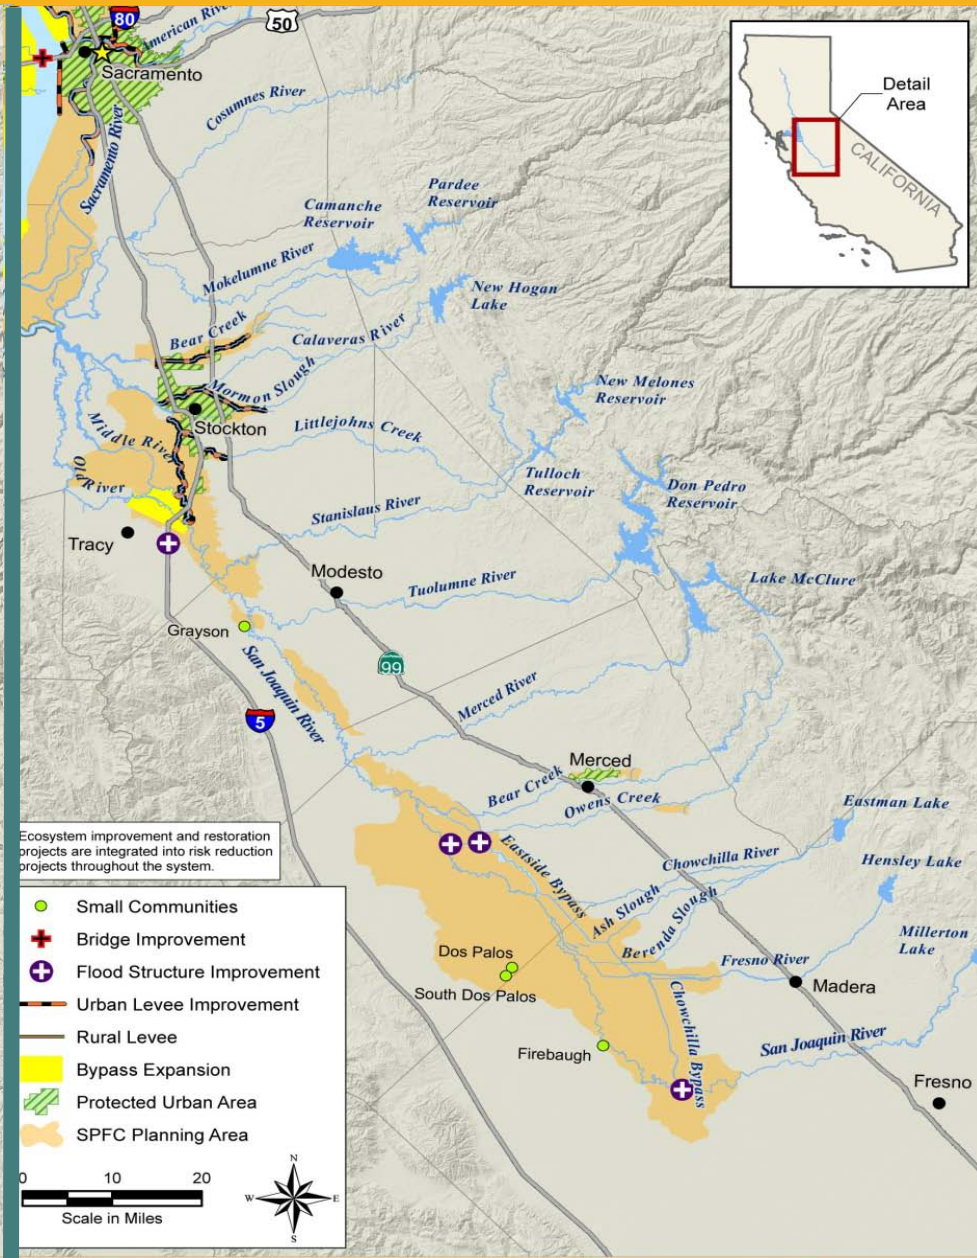 80
American River
50
Sacramento
Cosumnes River
Sacramento River
Detail
Area
CALIFORNIA
Pardee
Reservoir
Camanche
Reservoir
Mokelumne River
New Hogan
Lake
Bear Creek
Calaveras River
Mormon Slough
New Melones
Reservoir
Stockton
Littlejohns Creek
Middle River
Old River
Tulloch
Reservoir
Don Pedro
Reservoir
Stanislaus River
Tracy
Modesto
Tuolumne River
Lake McClure
Grayson
San Joaquin River
99
5
Merced River
Merced
Bear Creek
Owens Creek
Eastman Lake
Eastside Bypass
Chowchilla River
Hensley Lake
Ash Slough
Berenda Slough
Millerton
Lake
Dos Palos
Fresno River
South Dos Palos
Madera
Chowchilla Bypass
Firebaugh
San Joaquin River
Fresno
Ecosystem improvement and restoration
projects are integrated into risk reduction
projects throughout the system.
Small Communities
Bridge Improvement
Flood Structure Improvement
Urban Levee Improvement
Rural Levee
Bypass Expansion
Protected Urban Area
SPFC Planning Area
0 10 20
Scale in Miles
N
W E
S